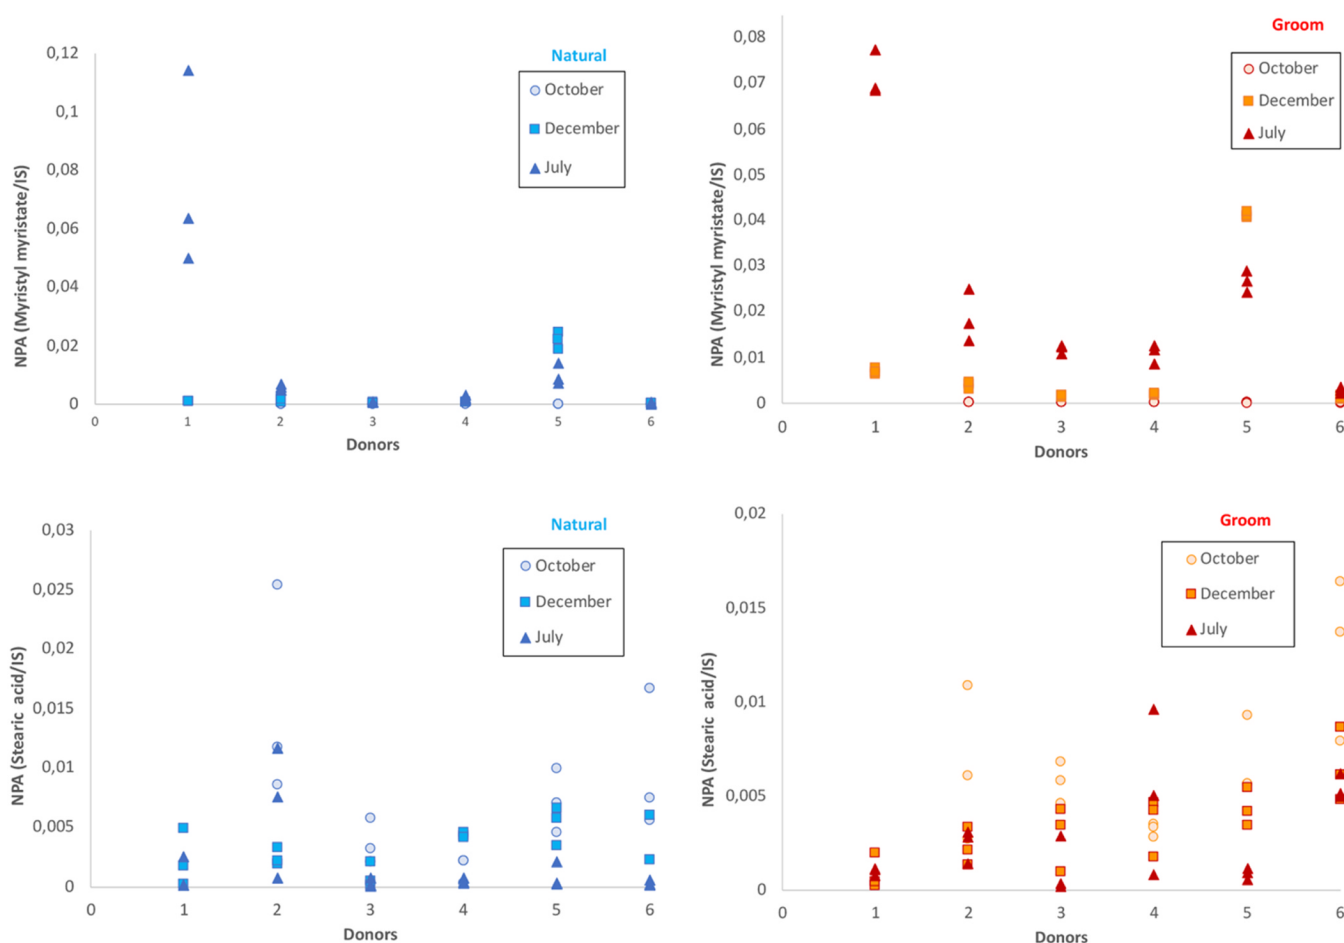 Natural
October
December
July
NPA (Myristyl myristate/IS)
0,12
0,1
0,08
0,06
0,04
0,02
0
0 1 2 3 4 5 6
Donors
Groom
October
December
July
NPA (Myristyl myristate/IS)
0,08
0,07
0,06
0,05
0,04
0,03
0,02
0,01
0
0 1 2 3 4 5 6
Donors
Natural
October
December
July
NPA (Stearic acid/IS)
0,03
0,025
0,02
0,015
0,01
0,005
0
0 1 2 3 4 5 6
Donors
Groom
October
December
July
NPA (Stearic acid/IS)
0,02
0,015
0,01
0,005
0
0 1 2 3 4 5 6
Donors